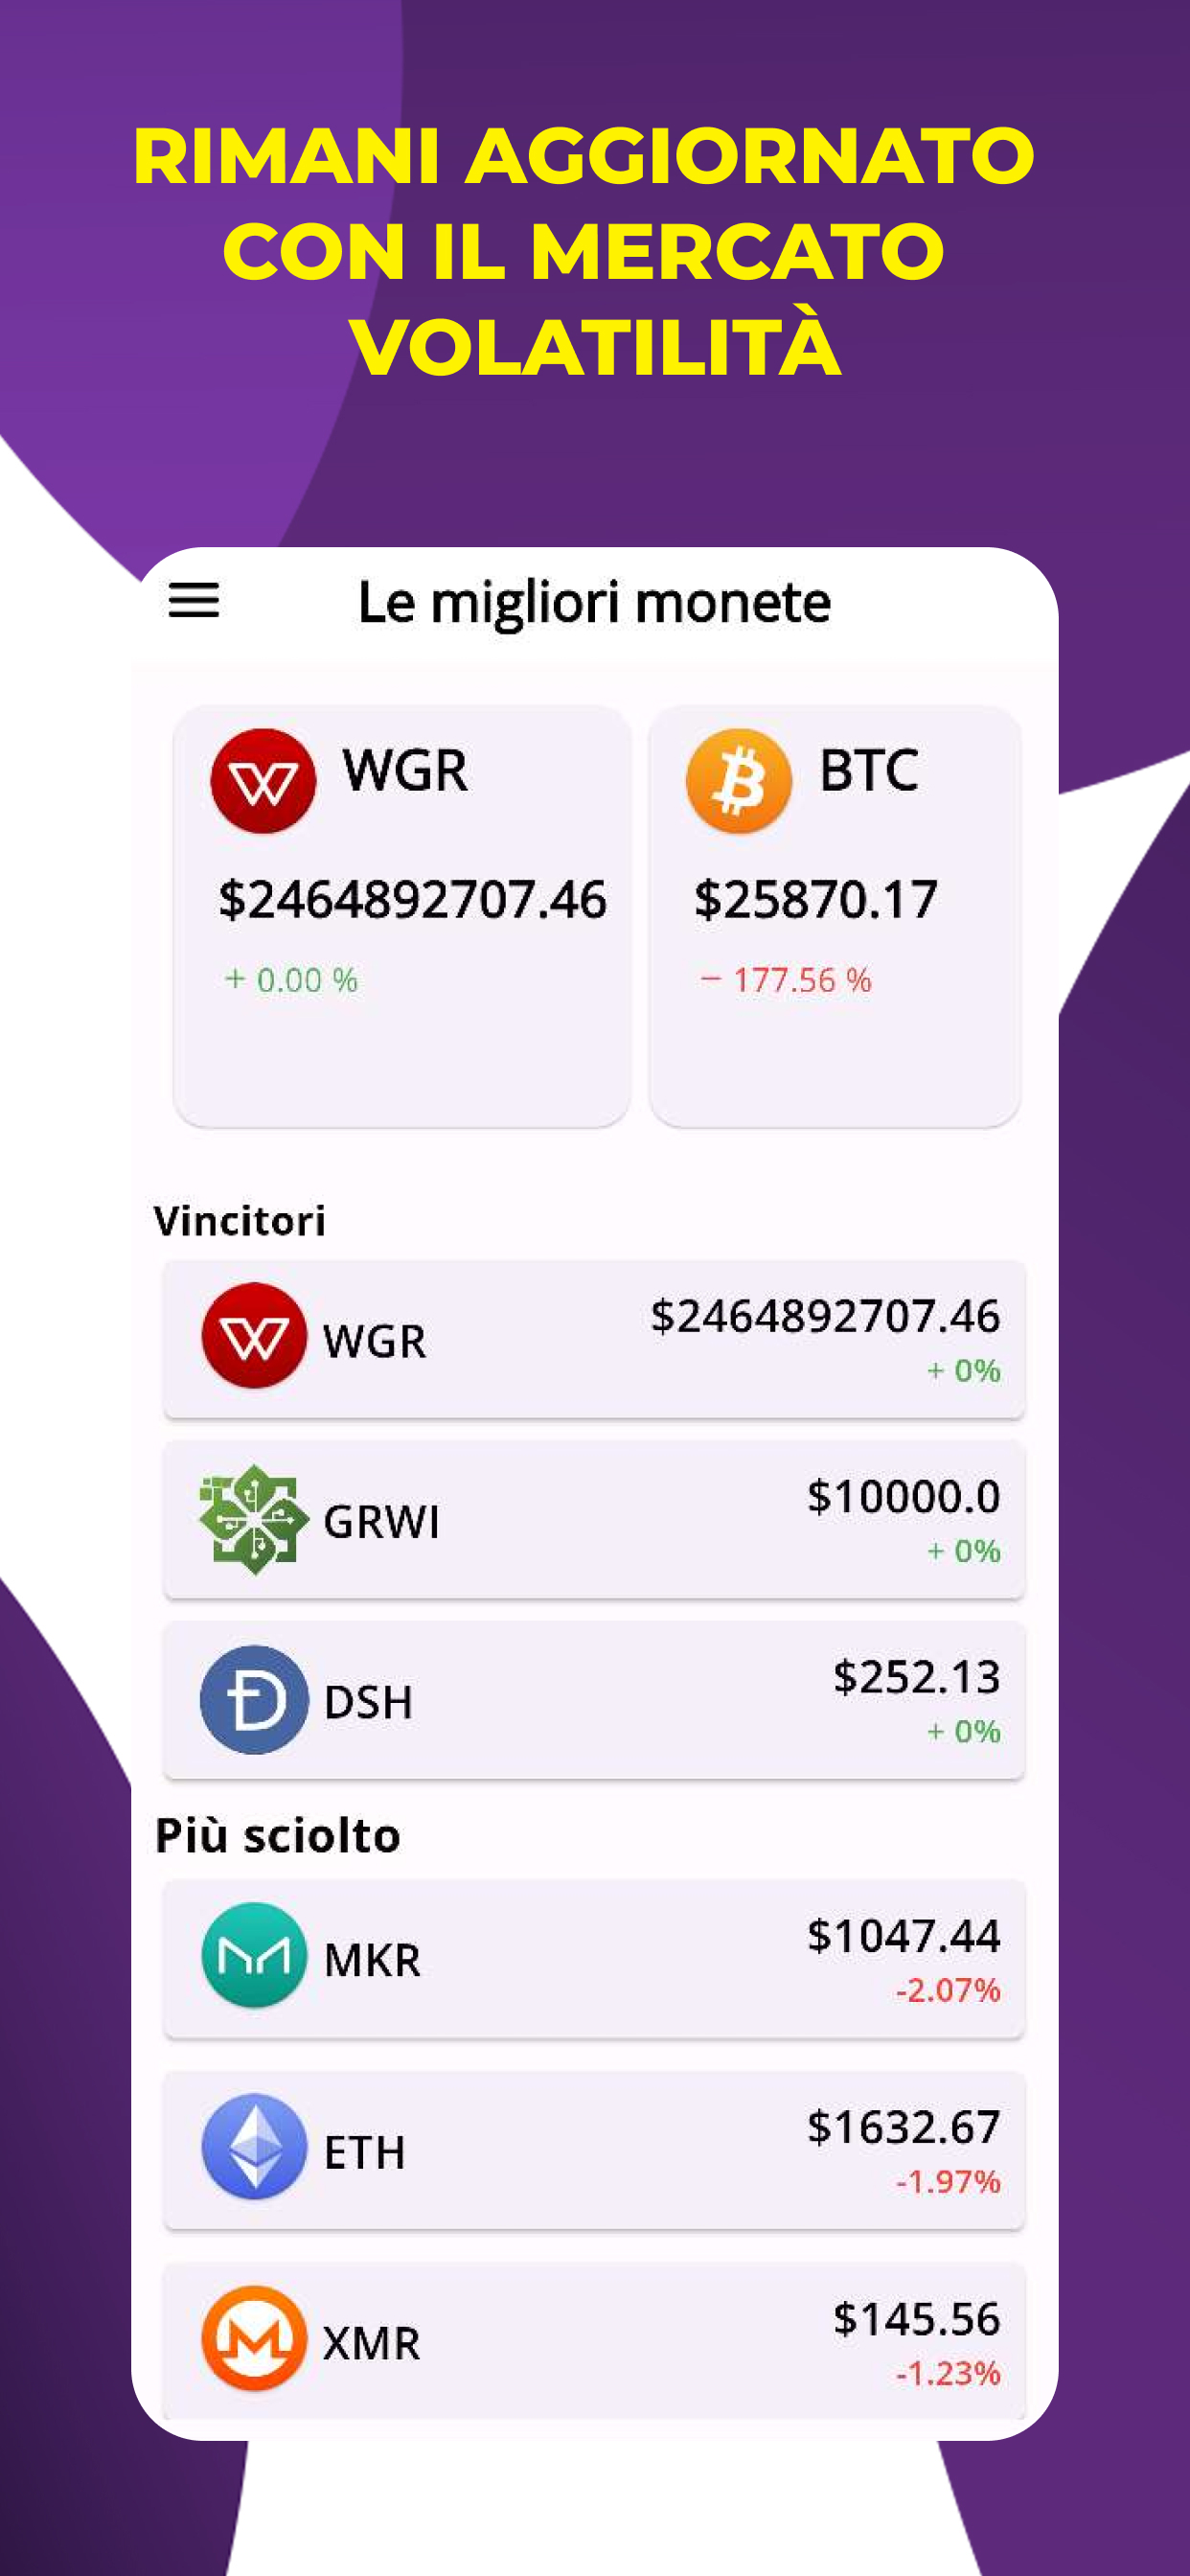 RIMANI AGGIORNATO
CON IL MERCATO
VOLATILITÀ
Le migliori monete
WGR
$2464892707.46
+ 0.00 %
BTC
$25870.17
− 177.56 %
Vincitori
WGR
$2464892707.46
+ 0%
GRWI
$10000.0
+ 0%
DSH
$252.13
+ 0%
Più sciolto
MKR
$1047.44
-2.07%
ETH
$1632.67
-1.97%
XMR
$145.56
-1.23%